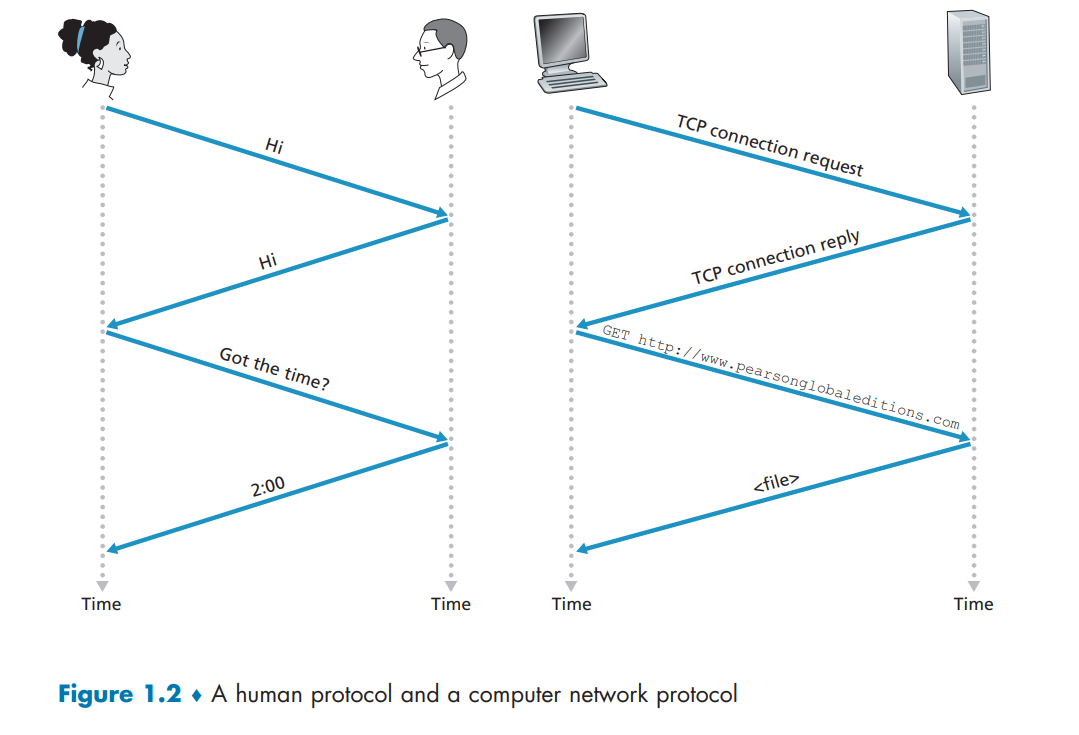 Hi
Hi
Got the time?
2:00
Time
Time
TCP connection request
TCP connection reply
GET http://www.pearsonglobaleditions.com
<file>
Time
Time
Figure 1.2 ♦ A human protocol and a computer network protocol